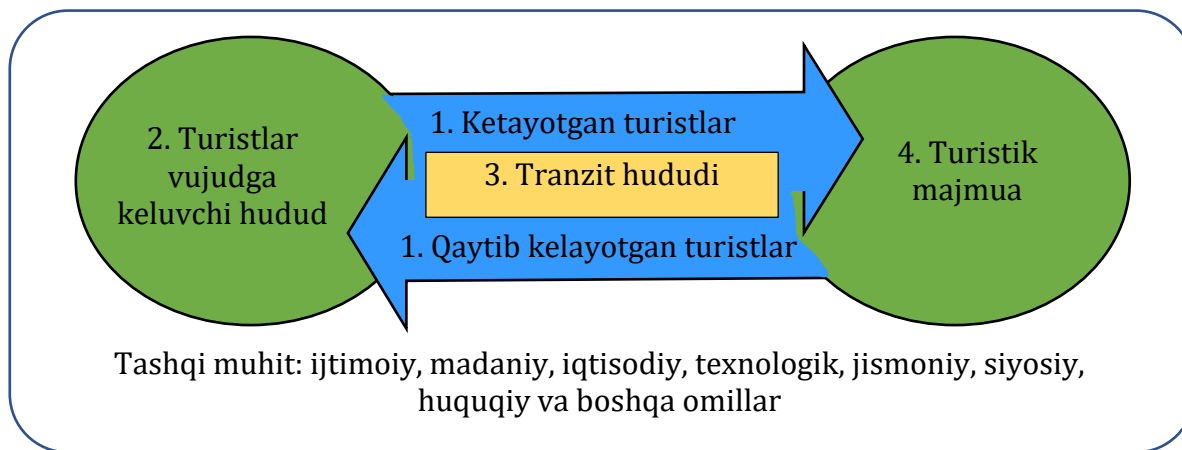 2. Turistlar
vujudga
keluvchi hudud
1. Ketayotgan turistlar
3. Tranzit hududi
1. Qaytib kelayotgan turistlar
4. Turistik
majmua
Tashqi muhit: ijtimoiy, madaniy, iqtisodiy, texnologik, jismoniy, siyosiy,
huquqiy va boshqa omillar